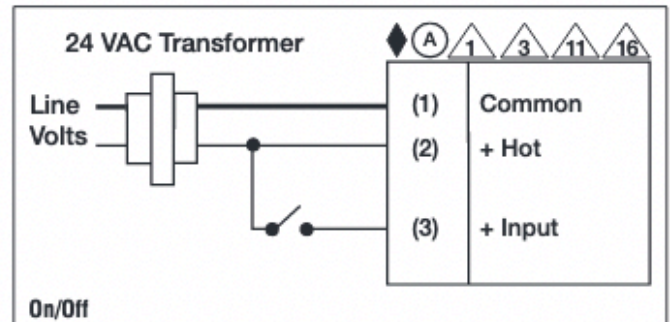 24 VAC Transformer
A 1 3 11 16
Line
Volts
(1) Common
(2) + Hot
(3) + Input
On/Off